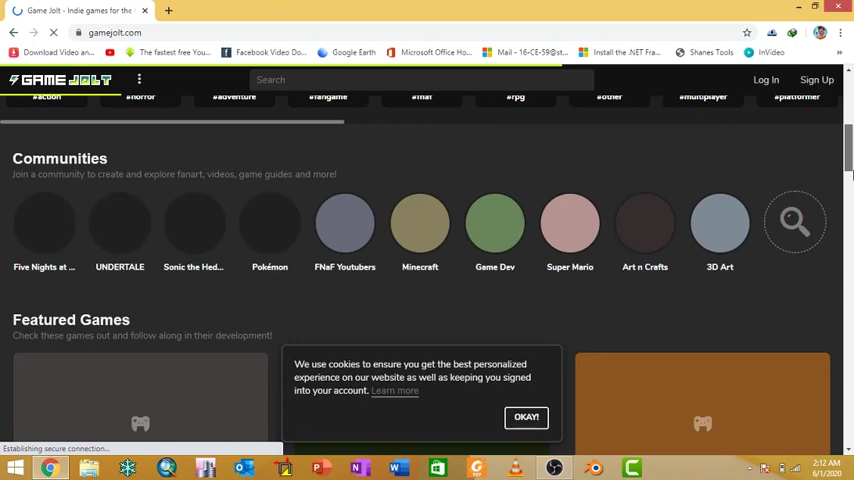 Game Jolt - Indie games for the
gamejolt.com
Download Video an... The fastest free You... Facebook Video Do... Google Earth Microsoft Office Ho... Mail - 16-CE-59@st... Install the .NET Fra... Shanes Tools InVideo
GAME JOLT Search Log In Sign Up
#action #horror #adventure #fangame #fnaf #rpg #other #multiplayer #platformer
Communities
Join a community to create and explore fanart, videos, game guides and more!
Five Nights at ... UNDERTALE Sonic the Hed... Pokémon FNaF Youtubers Minecraft Game Dev Super Mario Art n Crafts 3D Art
Featured Games
Check these games out and follow along in their development!
We use cookies to ensure you get the best personalized
experience on our website as well as keeping you signed
into your account. Learn more
OKAY!
Establishing secure connection...
2:12 AM
6/1/2020